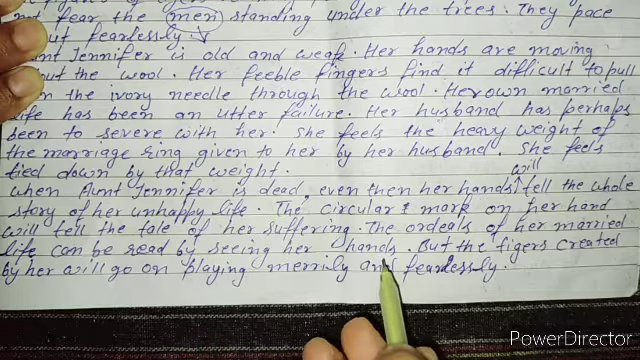 not fear the men standing under the trees. They pace
out fearlessly
nt Jennifer is old and weak. Her hands are moving
out the wool. Her feeble fingers find it difficult to pull
n the ivory needle through the wool. Her own married
life has been an utter failure. Her husband has perhaps
been to severe with her. She feels the heavy weight of
the marriage ring given to her by her husband. She feels
tied down by that weight.
will
when Aunt Jennifer is dead, even then her hands tell the whole
story of her unhappy life. The circular mark on her hand
will tell the tale of her suffering. The ordeals of her married
life can be read by seeing her hands. But the tigers created
by her will go on playing merrily and fearlessly.
PowerDirector